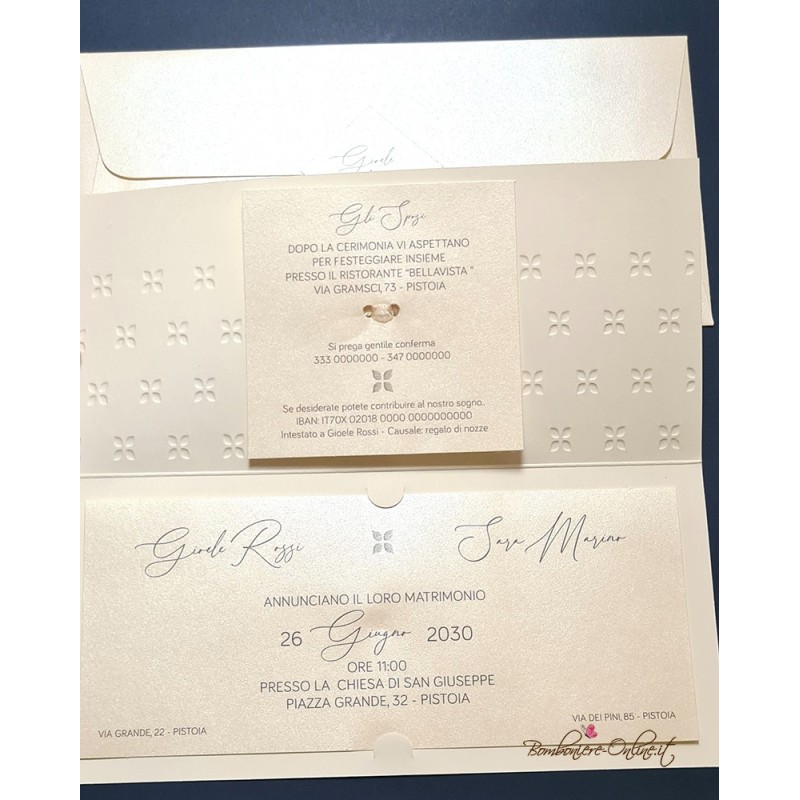 Gioele
Gli Sposi
DOPO LA CERIMONIA VI ASPETTANO
PER FESTEGGIARE INSIEME
PRESSO IL RISTORANTE “BELLAVISTA ”
VIA GRAMSCI, 73 - PISTOIA
Si prega gentile conferma
333 0000000 - 347 0000000
Se desiderate potete contribuire al nostro sogno.
IBAN: IT70X 02018 0000 0000000000
Intestato a Gioele Rossi - Causale: regalo di nozze
Gioele Rossi Sara Marino
ANNUNCIANO IL LORO MATRIMONIO
26 Giugno 2030
ORE 11:00
PRESSO LA CHIESA DI SAN GIUSEPPE
PIAZZA GRANDE, 32 - PISTOIA
VIA GRANDE, 22 - PISTOIA
VIA DEI PINI, 85 - PISTOIA
Bomboniere-Online.it